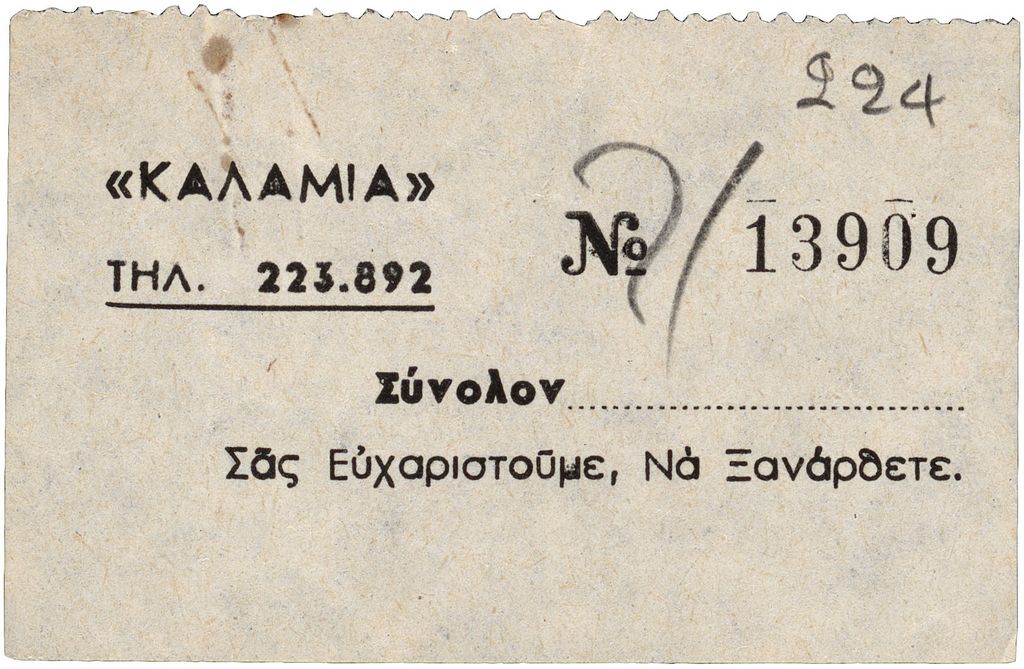 224
«ΚΑΛΑΜΙΑ»
ΤΗΛ. 223.892
№ 13909
Σύνολον
Σᾶς Εὐχαριστοῦμε, Νὰ Ξανάρθετε.